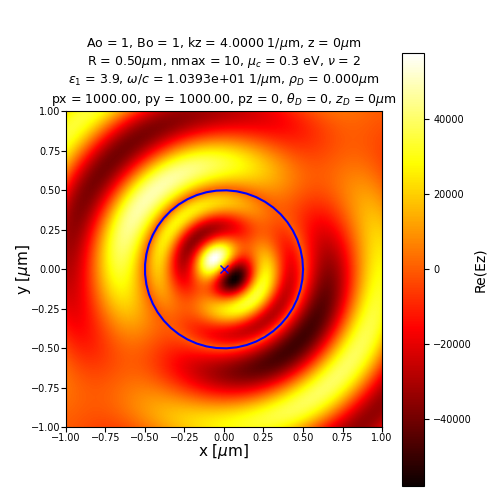 Ao = 1, Bo = 1, kz = 4.0000 1/μm, z = 0μm
R = 0.50μm, nmax = 10, μc = 0.3 eV, ν = 2
ε1 = 3.9, ω/c = 1.0393e+01 1/μm, ρD = 0.000μm
px = 1000.00, py = 1000.00, pz = 0, θD = 0, zD = 0μm
1.00
0.75
0.50
0.25
0.00
−0.25
−0.50
−0.75
−1.00
y [μm]
−1.00 −0.75 −0.50 −0.25 0.00 0.25 0.50 0.75 1.00
x [μm]
40000
20000
0
−20000
−40000
Re(Ez)